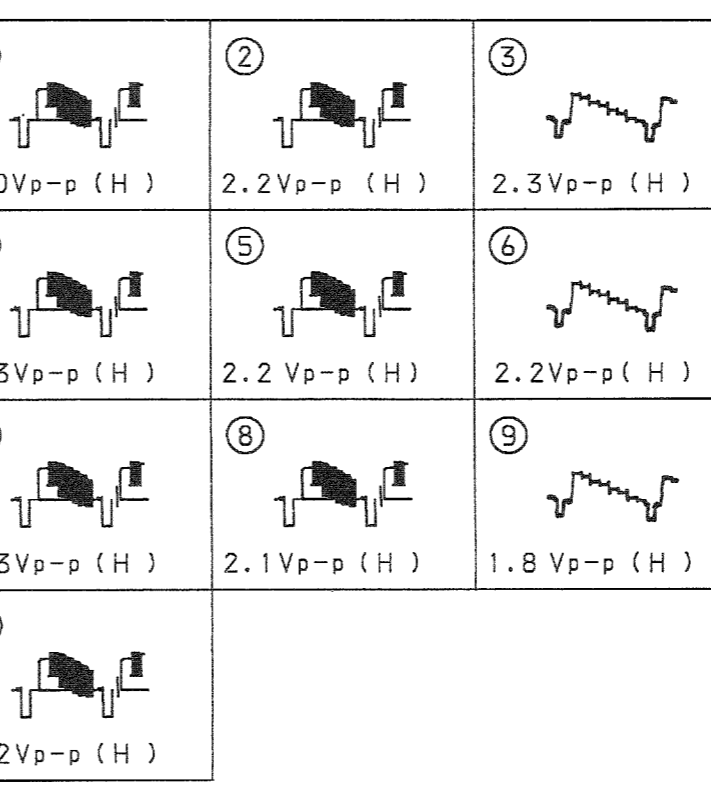 ② ③
Vp-p (H) 2.2Vp-p (H) 2.3Vp-p (H)
⑤ ⑥
3Vp-p (H) 2.2 Vp-p (H) 2.2Vp-p( H )
⑧ ⑨
3Vp-p (H) 2.1Vp-p (H) 1.8 Vp-p (H)
2Vp-p (H)